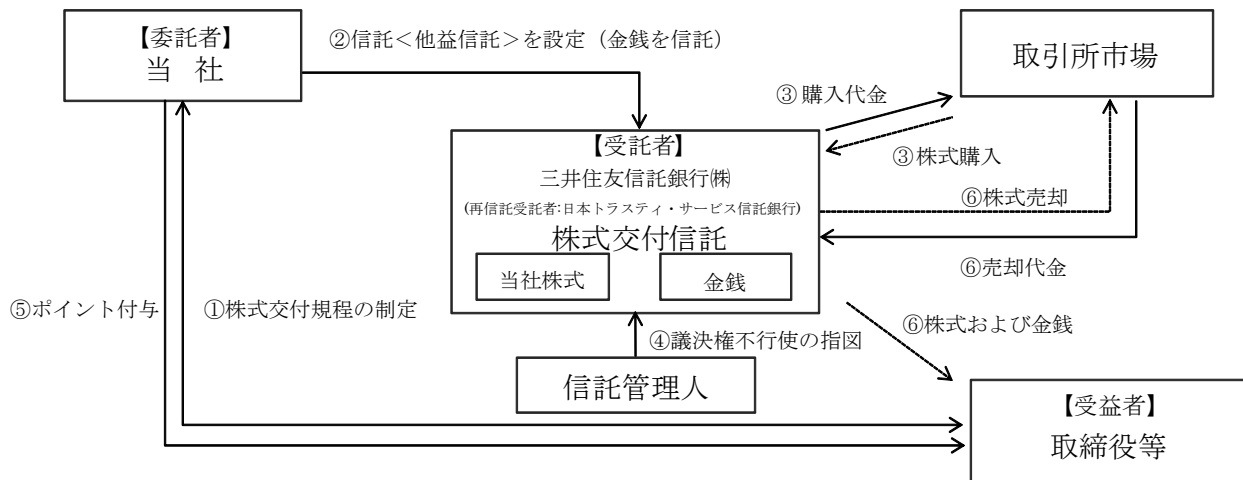 【委託者】
当 社
②信託<他益信託>を設定（金銭を信託）
取引所市場
③購入代金
③株式購入
【受託者】
三井住友信託銀行㈱
(再信託受託者:日本トラスティ・サービス信託銀行)
株式交付信託
当社株式
金銭
⑥株式売却
⑥売却代金
⑤ポイント付与
①株式交付規程の制定
④議決権不行使の指図
⑥株式および金銭
信託管理人
【受益者】
取締役等